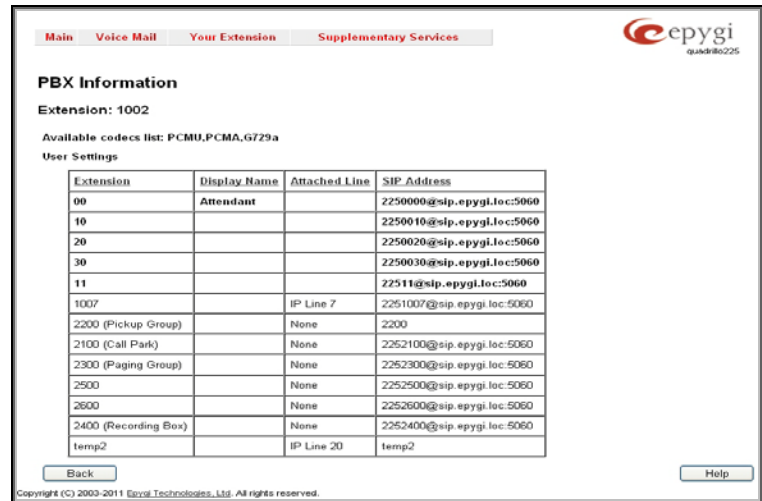 Main Voice Mail Your Extension Supplementary Services
epygi
quadrillo225
PBX Information
Extension: 1002
Available codecs list: PCMU,PCMA,G729a
User Settings
Extension Display Name Attached Line SIP Address
00 Attendant 2250000@sip.epygi.loc:5060
10 2250010@sip.epygi.loc:5060
20 2250020@sip.epygi.loc:5060
30 2250030@sip.epygi.loc:5060
11 22511@sip.epygi.loc:5060
1007 IP Line 7 2251007@sip.epygi.loc:5060
2200 (Pickup Group) None 2200
2100 (Call Park) None 2252100@sip.epygi.loc:5060
2300 (Paging Group) None 2252300@sip.epygi.loc:5060
2500 None 2252500@sip.epygi.loc:5060
2600 None 2252600@sip.epygi.loc:5060
2400 (Recording Box) None 2252400@sip.epygi.loc:5060
temp2 IP Line 20 temp2
Back Help
Copyright (C) 2003-2011 Epygi Technologies, Ltd. All rights reserved.